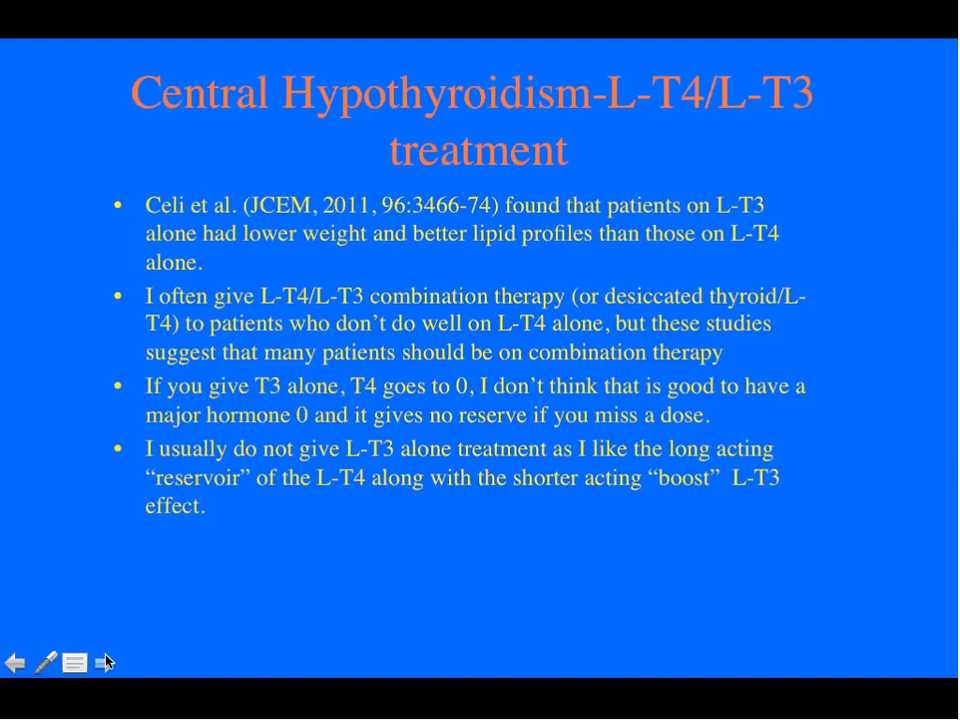 Central Hypothyroidism-L-T4/L-T3
treatment
• Celi et al. (JCEM, 2011, 96:3466-74) found that patients on L-T3
alone had lower weight and better lipid profiles than those on L-T4
alone.
• I often give L-T4/L-T3 combination therapy (or desiccated thyroid/L-
T4) to patients who don’t do well on L-T4 alone, but these studies
suggest that many patients should be on combination therapy
• If you give T3 alone, T4 goes to 0, I don’t think that is good to have a
major hormone 0 and it gives no reserve if you miss a dose.
• I usually do not give L-T3 alone treatment as I like the long acting
“reservoir” of the L-T4 along with the shorter acting “boost”  L-T3
effect.